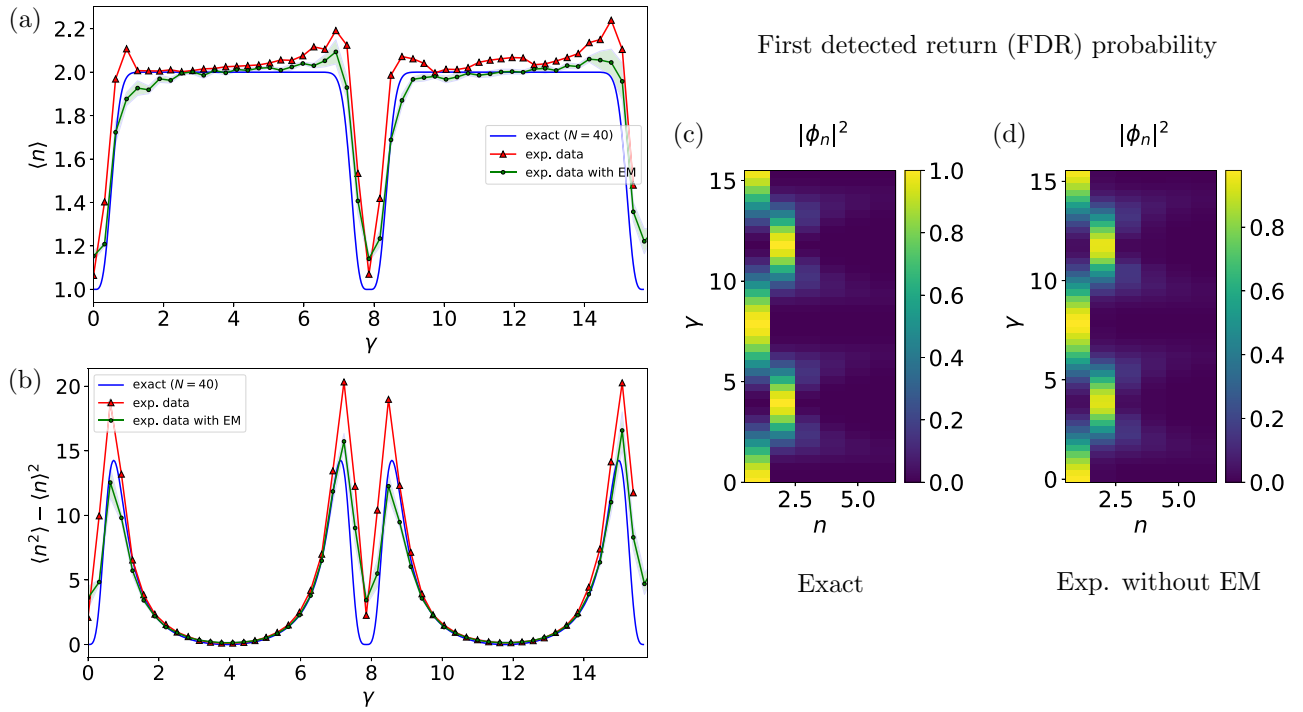 (a)
2.2
2.0
1.8
1.6
1.4
1.2
1.0
⟨n⟩
exact (N = 40)
exp. data
exp. data with EM
0 2 4 6 8 10 12 14
γ
(b)
20
15
10
5
0
⟨n²⟩ − ⟨n⟩²
exact (N = 40)
exp. data
exp. data with EM
0 2 4 6 8 10 12 14
γ
First detected return (FDR) probability
(c)
|ϕₙ|²
15
10
5
0
γ
2.5 5.0
n
1.0
0.8
0.6
0.4
0.2
0.0
Exact
(d)
|ϕₙ|²
15
10
5
0
γ
2.5 5.0
n
0.8
0.6
0.4
0.2
0.0
Exp. without EM